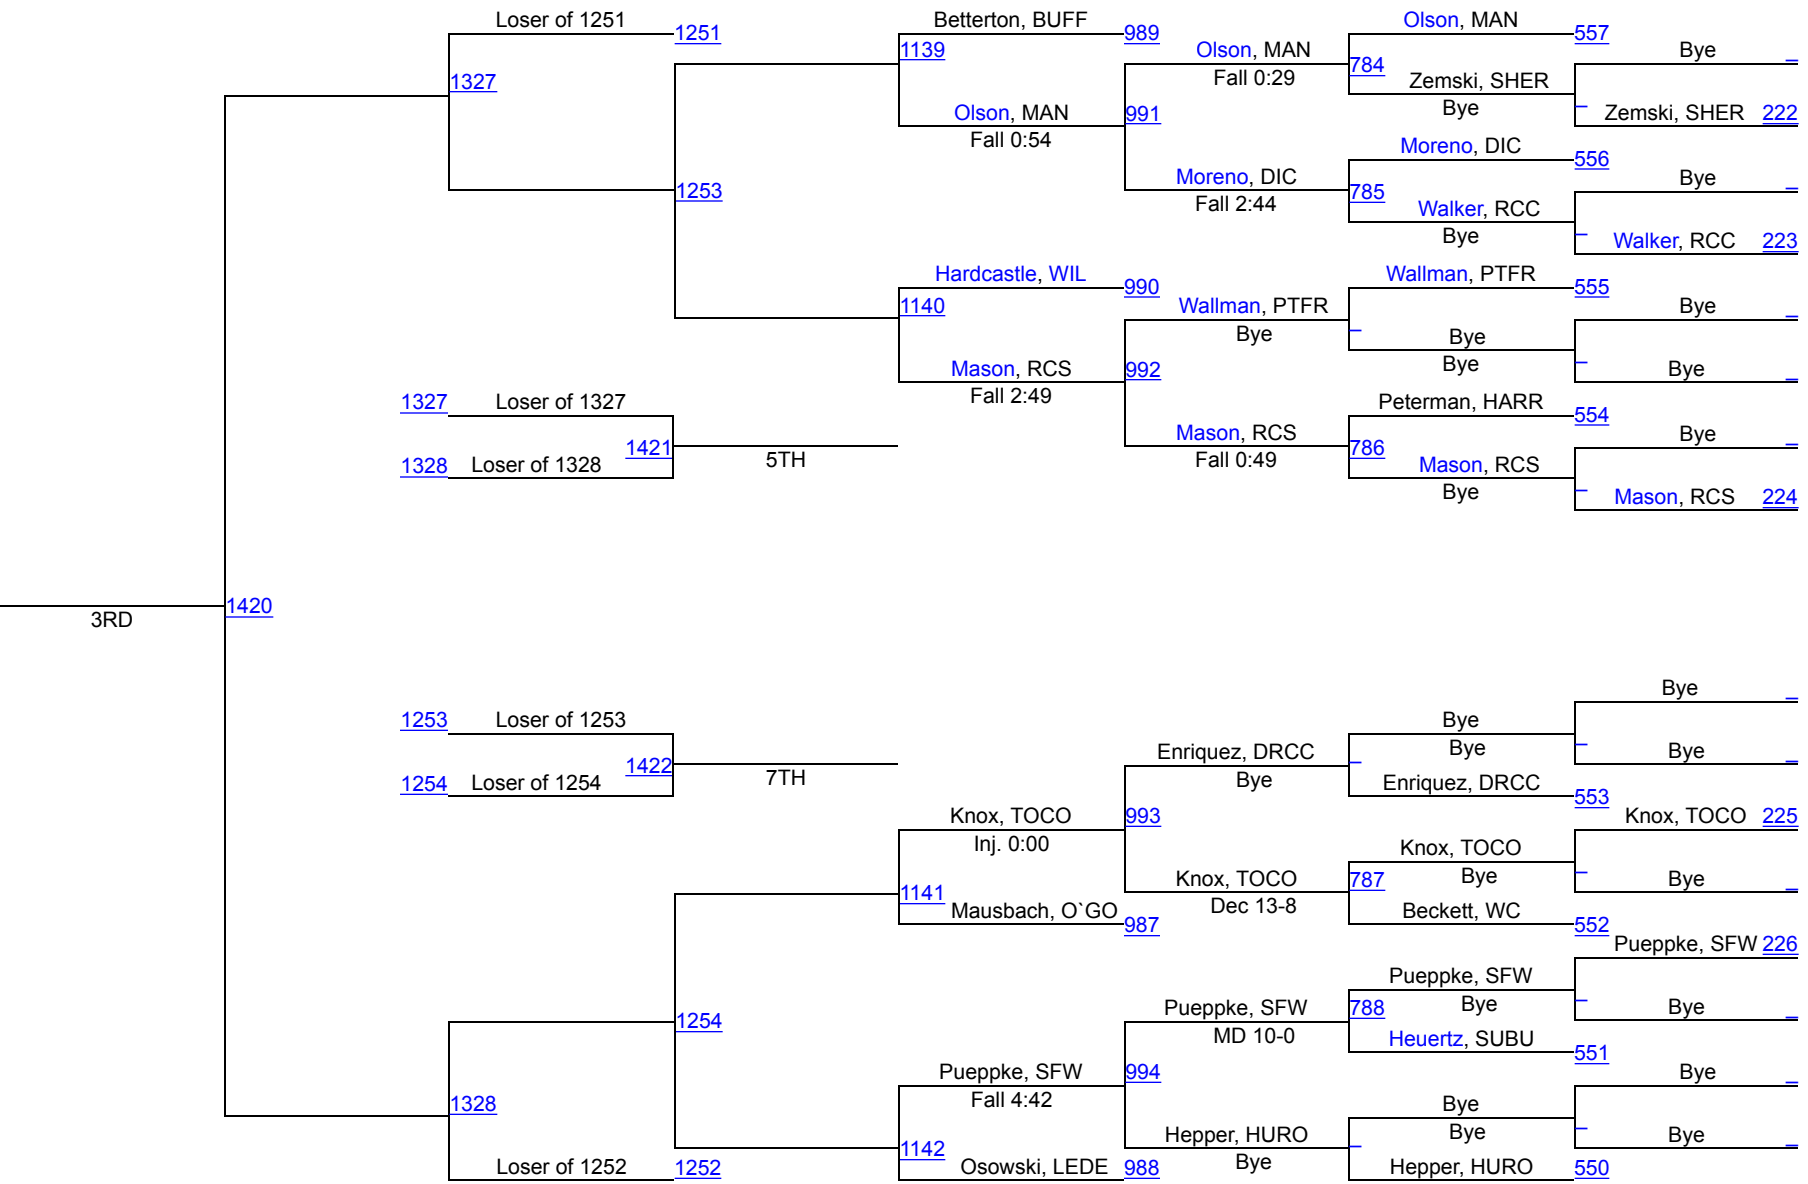 Loser of 1251
1251
1327
1253
Betterton, BUFF
989
1139
Olson, MAN
Fall 0:54
Olson, MAN
Fall 0:29
991
Moreno, DIC
Fall 2:44
Olson, MAN
557
784
Zemski, SHER
Bye
Bye
Zemski, SHER 222
Moreno, DIC
556
785
Walker, RCC
Bye
Bye
Walker, RCC 223
Hardcastle, WIL
990
1140
Mason, RCS
Fall 2:49
Wallman, PTFR
Bye
992
Mason, RCS
Fall 0:49
Wallman, PTFR
555
Bye
Bye
Bye
Bye
Peterman, HARR
554
786
Mason, RCS
Bye
Bye
Mason, RCS 224
1327 Loser of 1327
1421
1328 Loser of 1328
5TH
3RD
1420
1253 Loser of 1253
1422
1254 Loser of 1254
7TH
Knox, TOCO
Inj. 0:00
1141
Mausbach, O`GO
987
Enriquez, DRCC
Bye
993
Knox, TOCO
Dec 13-8
Bye
Bye
Enriquez, DRCC
553
Bye
Bye
Knox, TOCO
Bye
787
Beckett, WC
552
Knox, TOCO 225
Bye
1254
1328
Loser of 1252
1252
Pueppke, SFW
Fall 4:42
1142
Osowski, LEDE
988
Pueppke, SFW
MD 10-0
994
Hepper, HURO
Bye
Pueppke, SFW
Bye
788
Heuertz, SUBU
551
Pueppke, SFW 226
Bye
Bye
Bye
Hepper, HURO
550
Bye
Bye